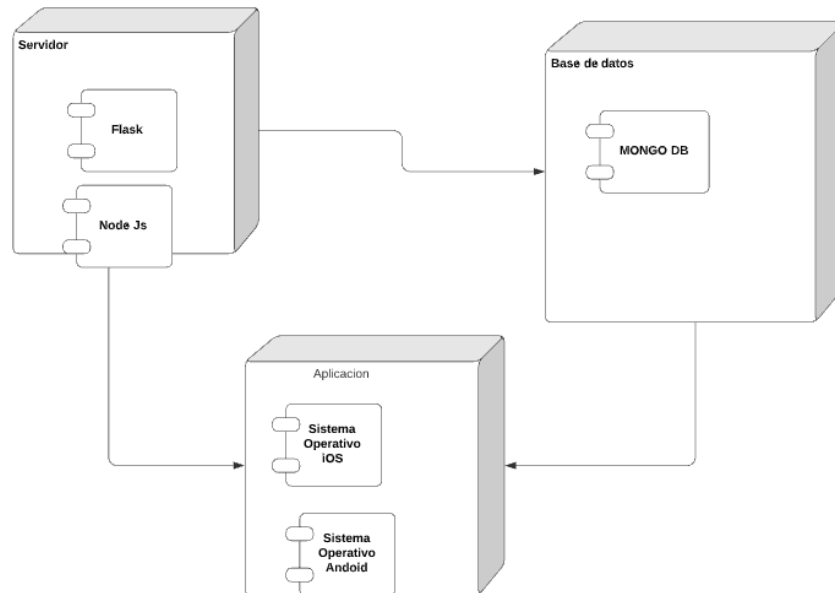 Servidor
Flask
Node Js
Base de datos
MONGO DB
Aplicacion
Sistema
Operativo
iOS
Sistema
Operativo
Andoid